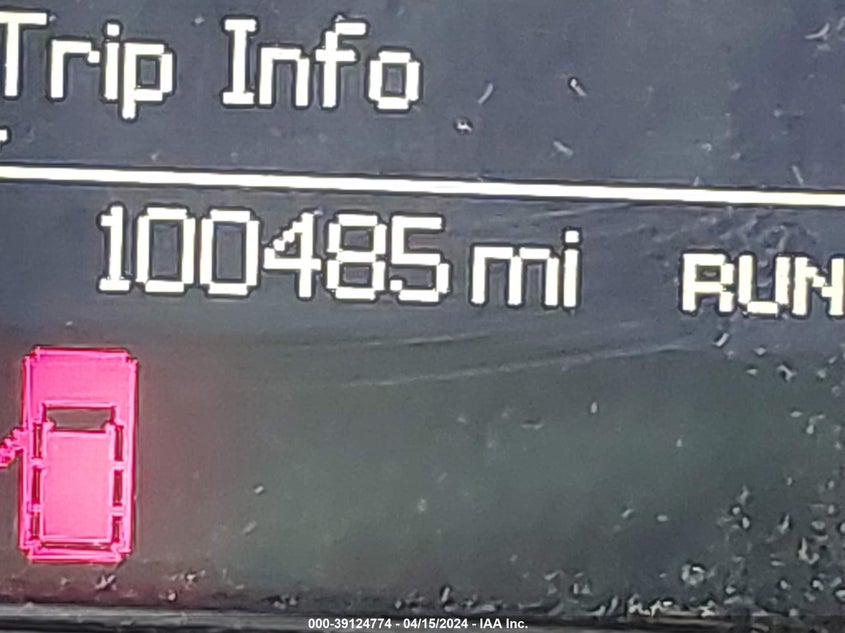 Trip Info
100485 mi RUN
000-39124774 - 04/15/2024 - IAA Inc.